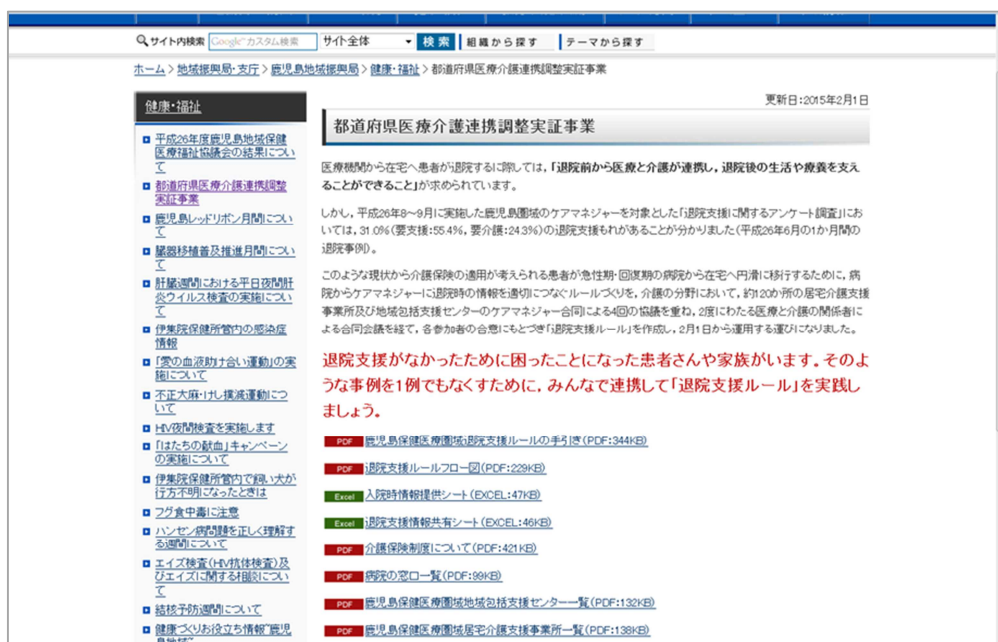 サイト内検索 Google カスタム検索 サイト全体 検索 組織から探す テーマから探す
ホーム > 地域振興局・支庁 > 鹿児島地域振興局 > 健康・福祉 > 都道府県医療介護連携調整実証事業
更新日:2015年2月1日
健康・福祉
平成26年度鹿児島地域保健
医療福祉協議会の結果につい
て
都道府県医療介護連携調整
実証事業
鹿児島レッドリボン月間につい
て
臓器移植普及推進月間につい
て
肝臓週間における平日夜間肝
炎ウイルス検査の実施につい
て
伊集院保健所管内の感染症
情報
「愛の血液助け合い運動」の実
施について
不正大麻・けし撲滅運動につ
いて
HIV夜間検査を実施します
「はたちの献血」キャンペーン
の実施について
伊集院保健所管内で飼い犬が
行方不明になったときは
フグ食中毒に注意
ハンセン病問題を正しく理解す
る週間について
エイズ検査(HIV抗体検査)及
びエイズに関する相談につい
て
結核予防週間について
健康づくりお役立ち情報"鹿児
都道府県医療介護連携調整実証事業
医療機関から在宅へ患者が退院するに際しては,「退院前から医療と介護が連携し,退院後の生活や療養を支え
ることができること」が求められています。
しかし,平成26年8~9月に実施した鹿児島圏域のケアマネジャーを対象とした「退院支援に関するアンケート調査」にお
いては,31.0%(要支援:55.4%,要介護:24.3%)の退院支援もれがあることが分かりました(平成26年6月の1か月間の
退院事例)。
このような現状から介護保険の適用が考えられる患者が急性期・回復期の病院から在宅へ円滑に移行するために,病
院からケアマネジャーに退院時の情報を適切につなぐルールづくりを,介護の分野において,約120か所の居宅介護支援
事業所及び地域包括支援センターのケアマネジャー合同による4回の協議を重ね,2度にわたる医療と介護の関係者に
よる合同会議を経て,各参加者の合意にもとづき「退院支援ルール」を作成し,2月1日から運用する運びになりました。
退院支援がなかったために困ったことになった患者さんや家族がいます。そのよ
うな事例を1例でもなくすために,みんなで連携して「退院支援ルール」を実践し
ましょう。
PDF 鹿児島保健医療圏域退院支援ルールの手引き(PDF:344KB)
PDF 退院支援ルールフロー図(PDF:229KB)
Excel 入院時情報提供シート(EXCEL:47KB)
Excel 退院支援情報共有シート(EXCEL:46KB)
PDF 介護保険制度について(PDF:421KB)
PDF 病院の窓口一覧(PDF:99KB)
PDF 鹿児島保健医療圏域地域包括支援センター一覧(PDF:132KB)
PDF 鹿児島保健医療圏域居宅介護支援事業所一覧(PDF:138KB)